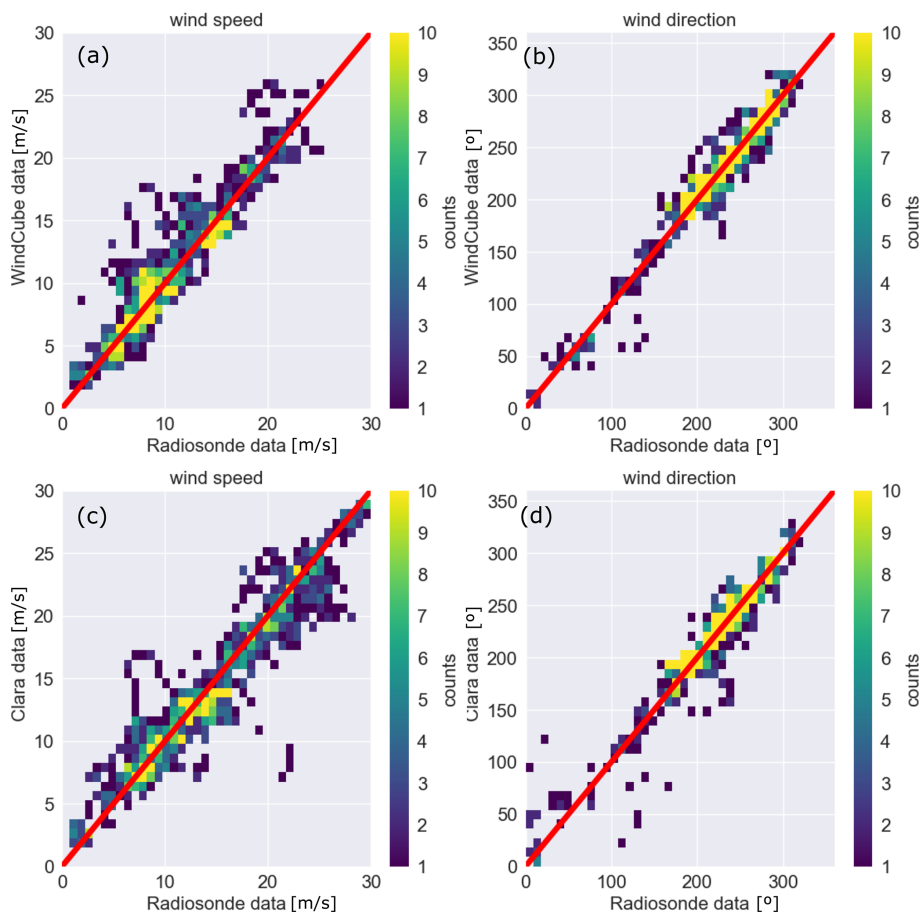 wind speed
(a)
30
25
20
15
10
5
0
0 10 20 30
WindCube data [m/s]
Radiosonde data [m/s]
10
9
8
7
6
5
4
3
2
1
counts
wind direction
(b)
350
300
250
200
150
100
50
0
0 100 200 300
WindCube data [º]
Radiosonde data [º]
10
9
8
7
6
5
4
3
2
1
counts
wind speed
(c)
30
25
20
15
10
5
0
0 10 20 30
Clara data [m/s]
Radiosonde data [m/s]
10
9
8
7
6
5
4
3
2
1
counts
wind direction
(d)
350
300
250
200
150
100
50
0
0 100 200 300
Clara data [º]
Radiosonde data [º]
10
9
8
7
6
5
4
3
2
1
counts